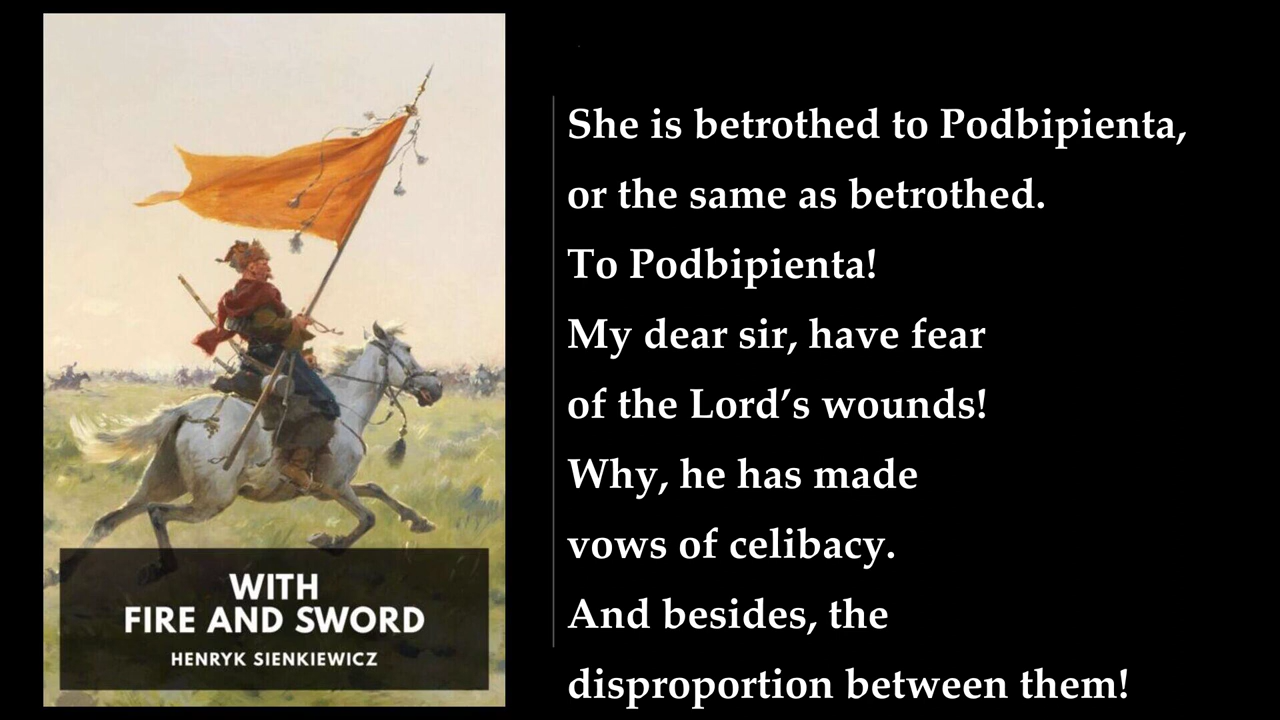 WITH
FIRE AND SWORD
HENRYK SIENKIEWICZ
She is betrothed to Podbipienta,
or the same as betrothed.
To Podbipienta!
My dear sir, have fear
of the Lord’s wounds!
Why, he has made
vows of celibacy.
And besides, the
disproportion between them!